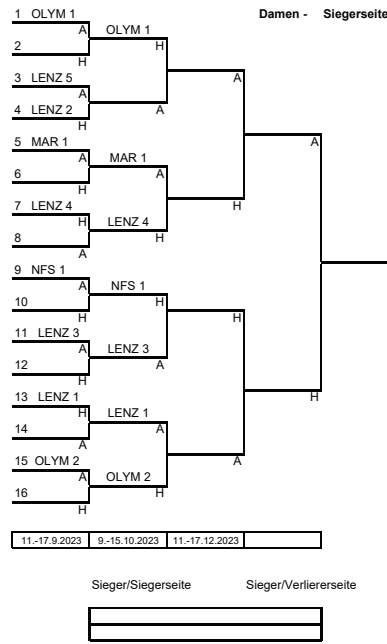 Damen - Siegerseite
1 OLYM 1
A OLYM 1
2 H
H
3 LENZ 5 A
A
4 LENZ 2 A
H
5 MAR 1 A
A MAR 1
6 A
H
7 LENZ 4 H
H
8 LENZ 4 H
A
9 NFS 1
A NFS 1
10 H
H H
11 LENZ 3
A LENZ 3
12 A
H
13 LENZ 1 H
H LENZ 1
14 A
A
15 OLYM 2 A
A OLYM 2
16 H
H
11.-17.9.2023 9.-15.10.2023 11.-17.12.2023
Sieger/Siegerseite Sieger/Verliererseite